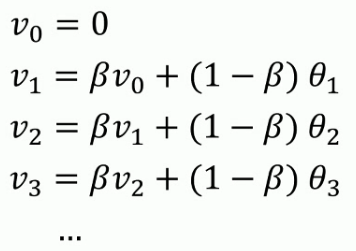 v₀ = 0
v₁ = βv₀ + (1 − β) θ₁
v₂ = βv₁ + (1 − β) θ₂
v₃ = βv₂ + (1 − β) θ₃
...